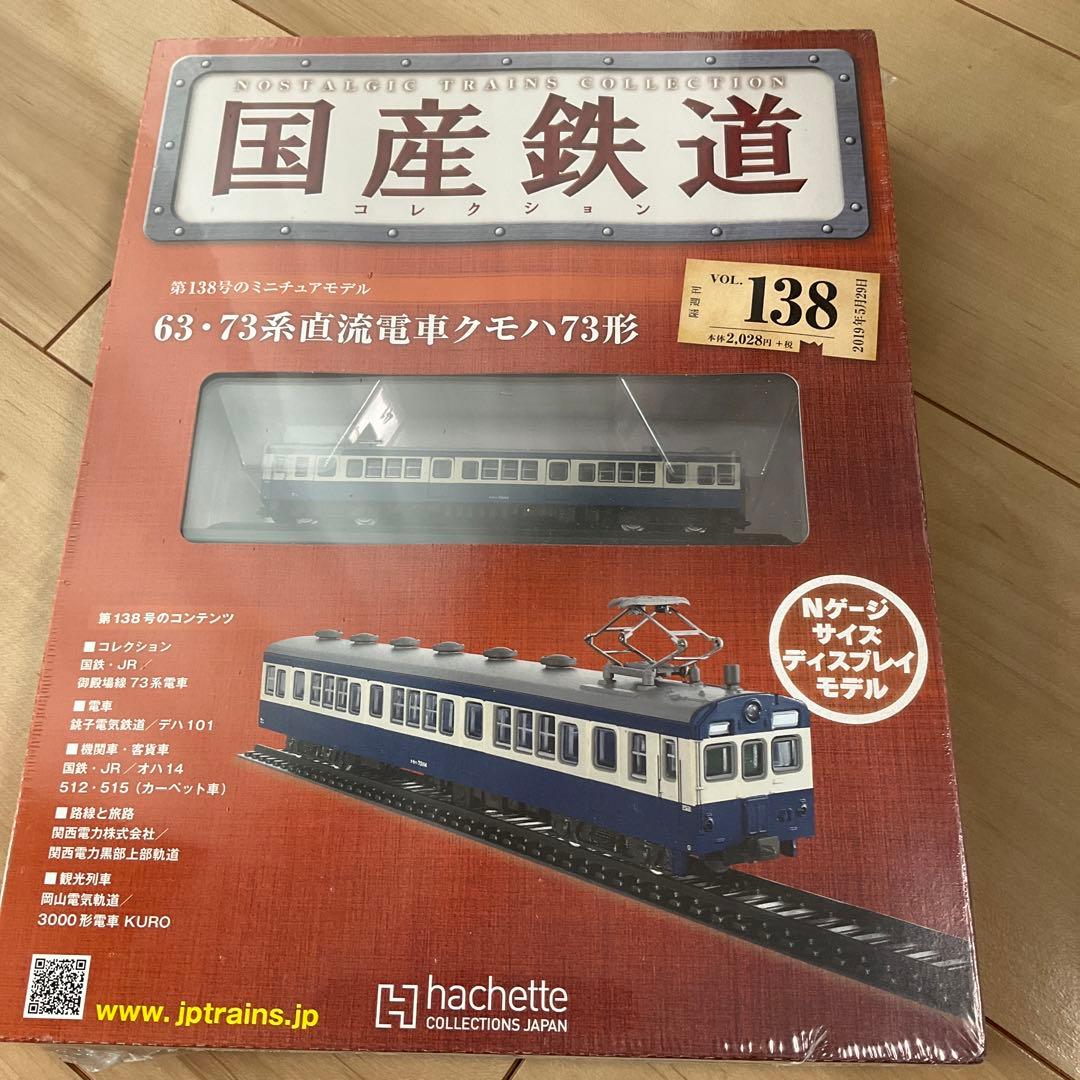 NOSTALGIC TRAINS COLLECTION
国産鉄道
コレクション
第138号のミニチュアモデル
63・73系直流電車クモハ73形
隔週刊
VOL. 138
本体2,028円+税
2019年5月29日
Nゲージ
サイズ
ディスプレイ
モデル
第138号のコンテンツ
■コレクション
国鉄・JR/
御殿場線73系電車
■電車
銚子電気鉄道/デハ101
■機関車・客貨車
国鉄・JR/オハ14
512・515(カーペット車)
■路線と旅路
関西電力株式会社/
関西電力黒部上部軌道
■観光列車
岡山電気軌道/
3000形電車 KURO
www.jptrains.jp
hachette
COLLECTIONS JAPAN